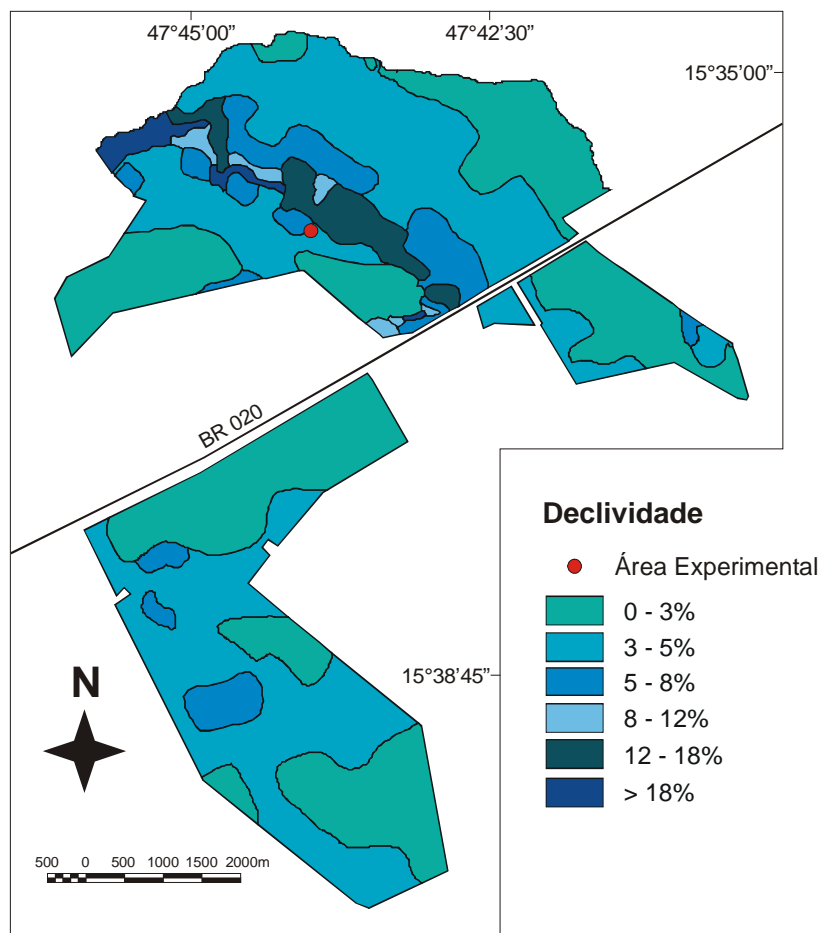 47°45'00” 47°42'30”
15°35'00”
BR 020
Declividade
Área Experimental
0 - 3%
3 - 5%
5 - 8%
8 - 12%
12 - 18%
> 18%
15°38'45”
N
500 0 500 1000 1500 2000m